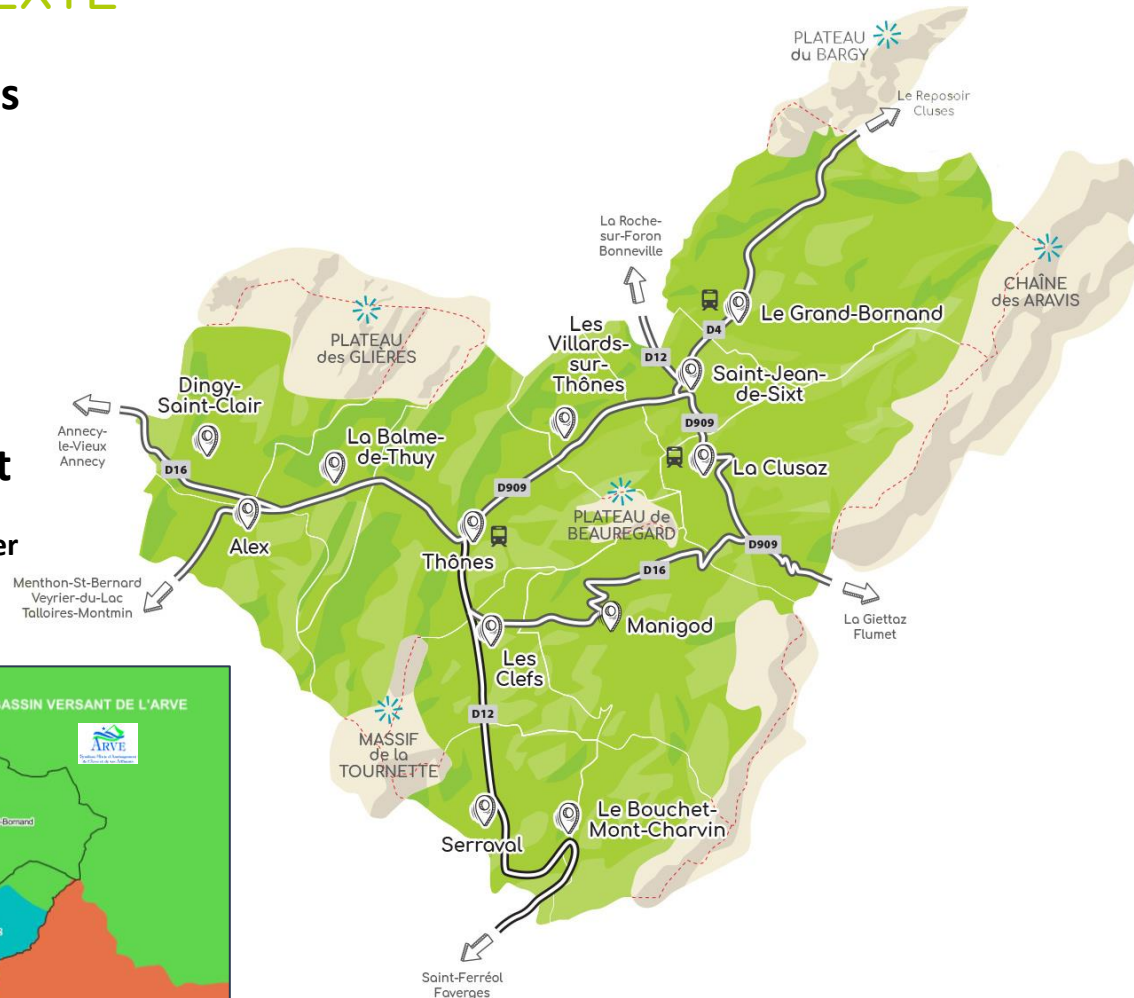 EXTE
s
t
er
PLATEAU
du BARGY
Le Reposoir
Cluses
La Roche-
sur-Foron
Bonneville
CHAÎNE
des ARAVIS
PLATEAU
des GLIÈRES
Le Grand-Bornand
D4
D12
Les
Villards-
sur-
Thônes
Saint-Jean-
de-Sixt
Dingy-
Saint-Clair
D909
Annecy-
le-Vieux
Annecy
La Balme-
de-Thuy
La Clusaz
D16
D909
PLATEAU de
BEAUREGARD
Alex
Thônes
D909
D16
Menthon-St-Bernard
Veyrier-du-Lac
Talloires-Montmin
Manigod
La Giettaz
Flumet
Les
Clefs
D12
MASSIF
de la
TOURNETTE
Le Bouchet-
Mont-Charvin
Serraval
Saint-Ferréol
Faverges
BASSIN VERSANT DE L'ARVE
ARVE
-Bornand